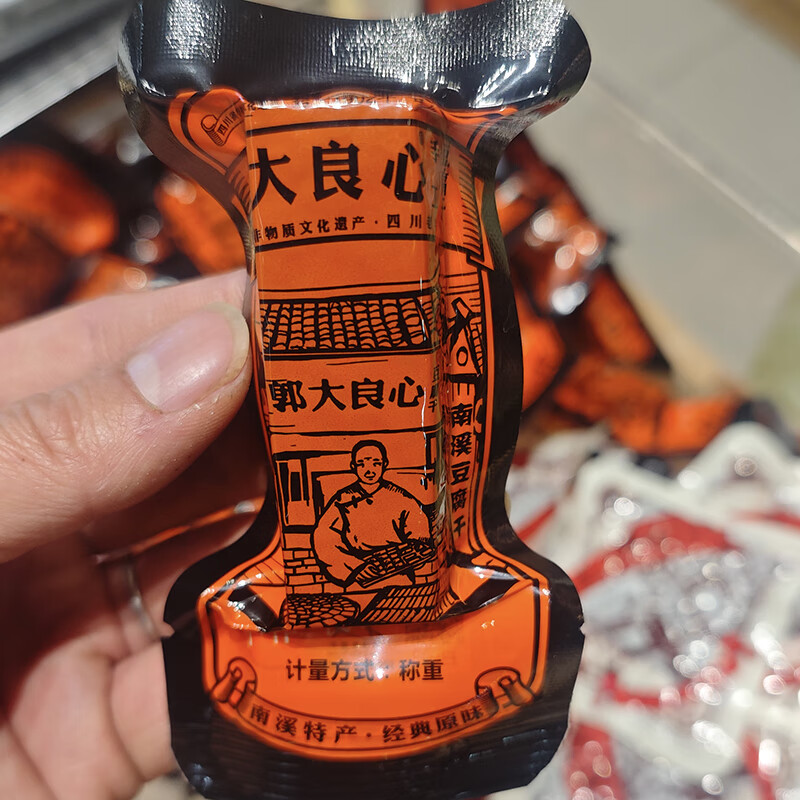 大良心
非物质文化遗产·四川
郭大良心
南溪豆腐干
计量方式：称重
南溪特产·经典原味